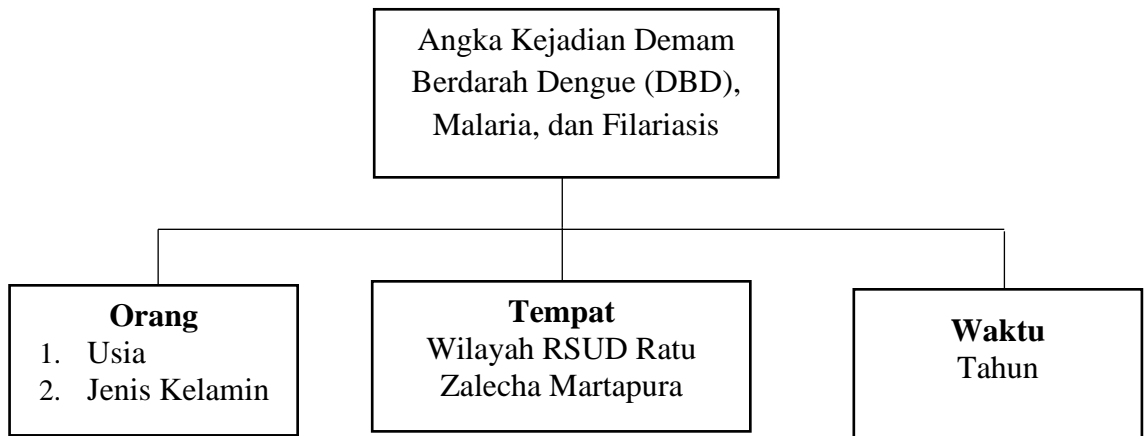 Angka Kejadian Demam
Berdarah Dengue (DBD),
Malaria, dan Filariasis
Orang
1. Usia
2. Jenis Kelamin
Tempat
Wilayah RSUD Ratu
Zalecha Martapura
Waktu
Tahun